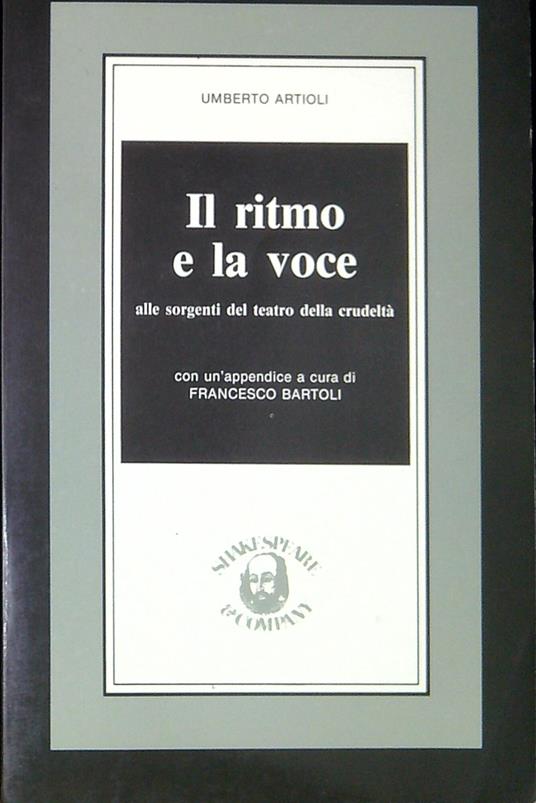 UMBERTO ARTIOLI
Il ritmo
e la voce
alle sorgenti del teatro della crudeltà
con un'appendice a cura di
FRANCESCO BARTOLI
SHAKESPEARE
& COMPANY